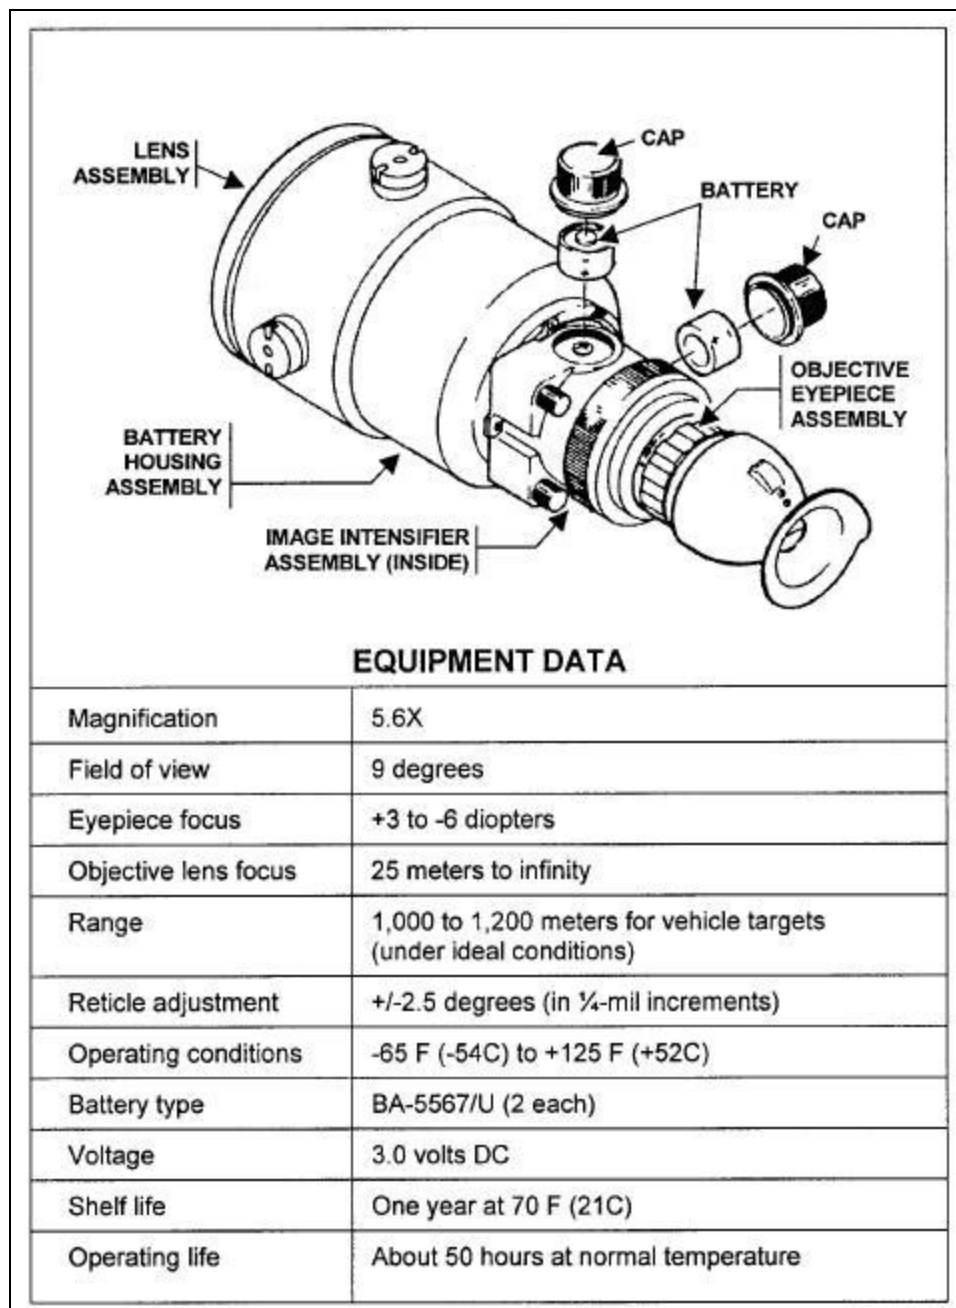 LENS
ASSEMBLY
CAP
BATTERY
CAP
OBJECTIVE
EYEPIECE
ASSEMBLY
BATTERY
HOUSING
ASSEMBLY
IMAGE INTENSIFIER
ASSEMBLY (INSIDE)
EQUIPMENT DATA
Magnification 5.6X
Field of view 9 degrees
Eyepiece focus +3 to -6 diopters
Objective lens focus 25 meters to infinity
Range 1,000 to 1,200 meters for vehicle targets
(under ideal conditions)
Reticle adjustment +/-2.5 degrees (in ¼-mil increments)
Operating conditions -65 F (-54C) to +125 F (+52C)
Battery type BA-5567/U (2 each)
Voltage 3.0 volts DC
Shelf life One year at 70 F (21C)
Operating life About 50 hours at normal temperature